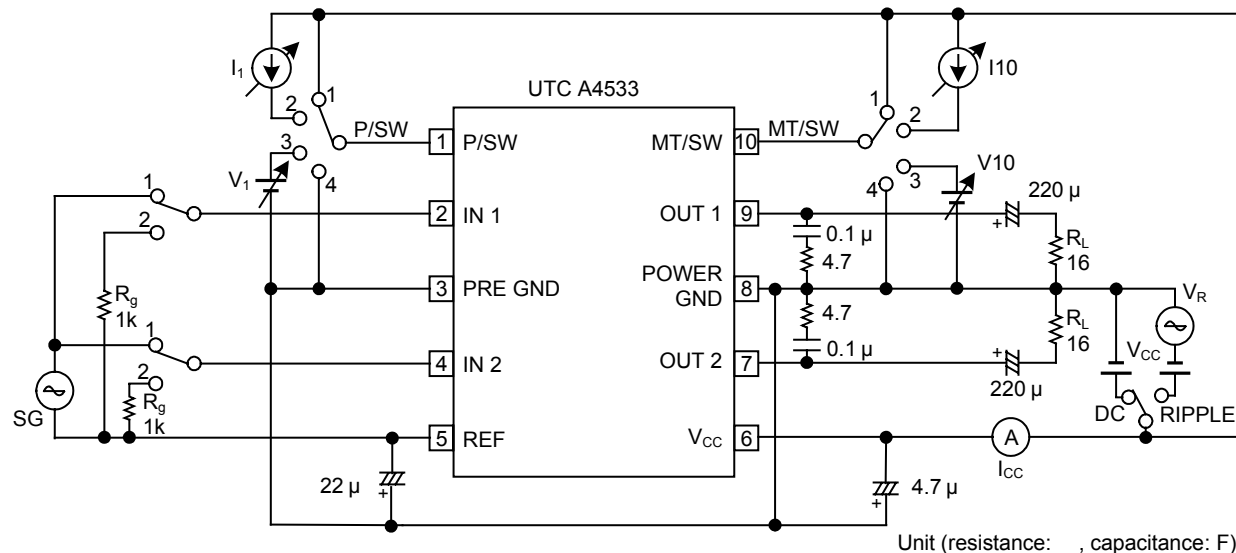 UTC A4533
I1
2
1
3
4
P/SW
V1
1
2
1
2
Rg
1k
Rg
1k
SG
22 µ
+
1 P/SW
2 IN 1
3 PRE GND
4 IN 2
5 REF
MT/SW 10
OUT 1 9
POWER GND 8
OUT 2 7
VCC 6
MT/SW
1
2
3
4
I10
V10
220 µ
+
0.1 µ
4.7
RL
16
4.7
0.1 µ
RL
16
+
220 µ
VR
VCC
DC
RIPPLE
A
ICC
4.7 µ
+
Unit (resistance: , capacitance: F)